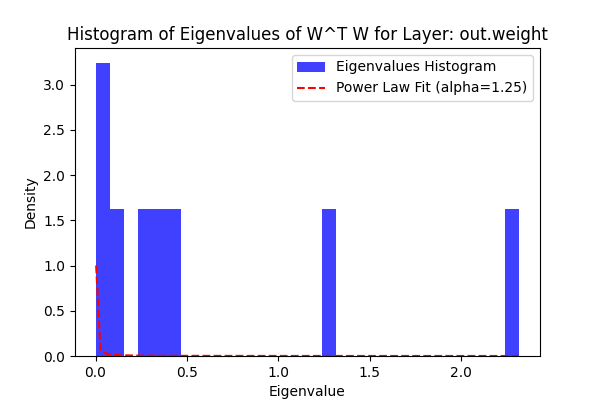 Histogram of Eigenvalues of W^T W for Layer: out.weight
Eigenvalues Histogram
Power Law Fit (alpha=1.25)
3.0
2.5
2.0
1.5
1.0
0.5
0.0
Density
0.0 0.5 1.0 1.5 2.0
Eigenvalue